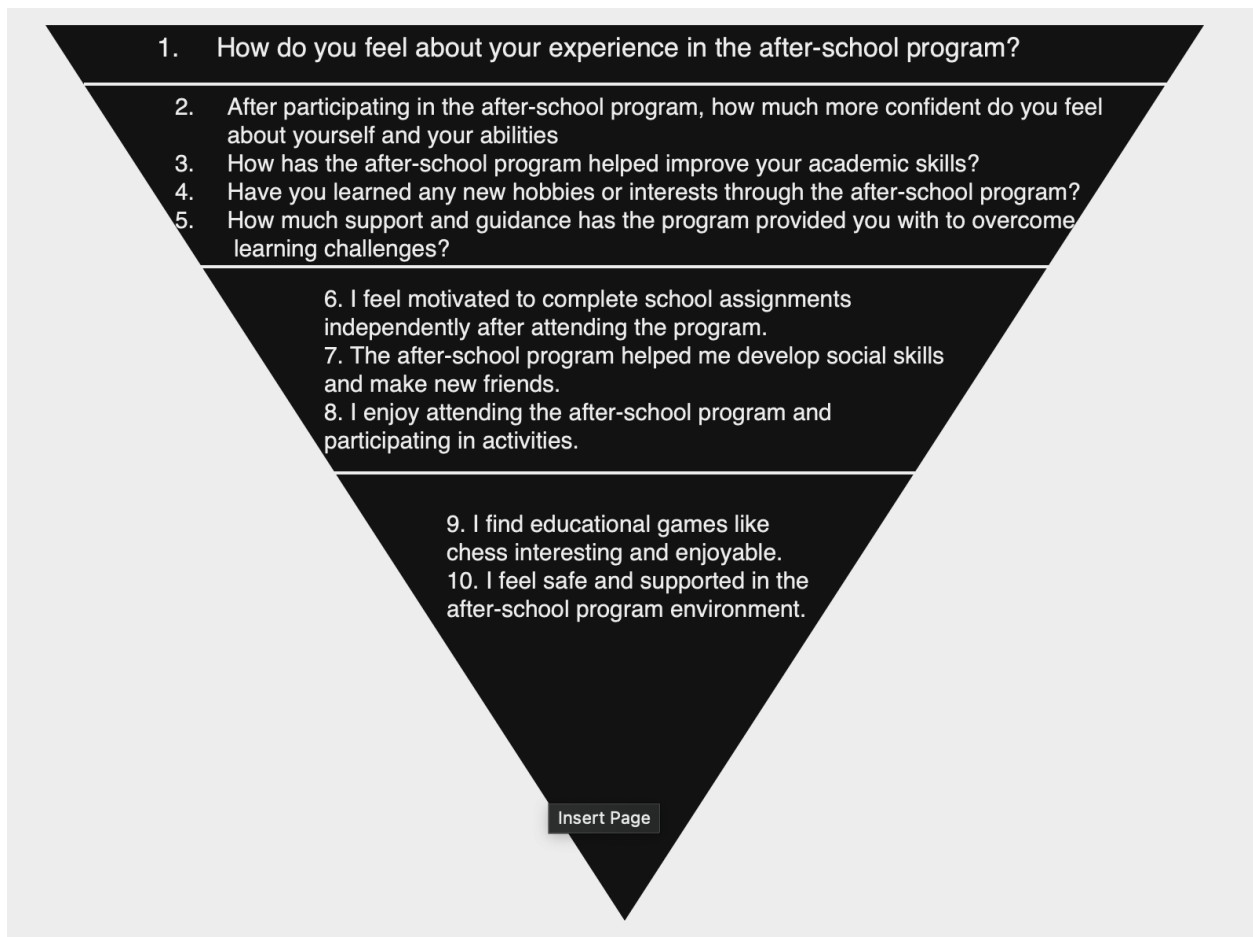 1. How do you feel about your experience in the after-school program?
2. After participating in the after-school program, how much more confident do you feel
about yourself and your abilities
3. How has the after-school program helped improve your academic skills?
4. Have you learned any new hobbies or interests through the after-school program?
5. How much support and guidance has the program provided you with to overcome
learning challenges?
6. I feel motivated to complete school assignments
independently after attending the program.
7. The after-school program helped me develop social skills
and make new friends.
8. I enjoy attending the after-school program and
participating in activities.
9. I find educational games like
chess interesting and enjoyable.
10. I feel safe and supported in the
after-school program environment.
Insert Page